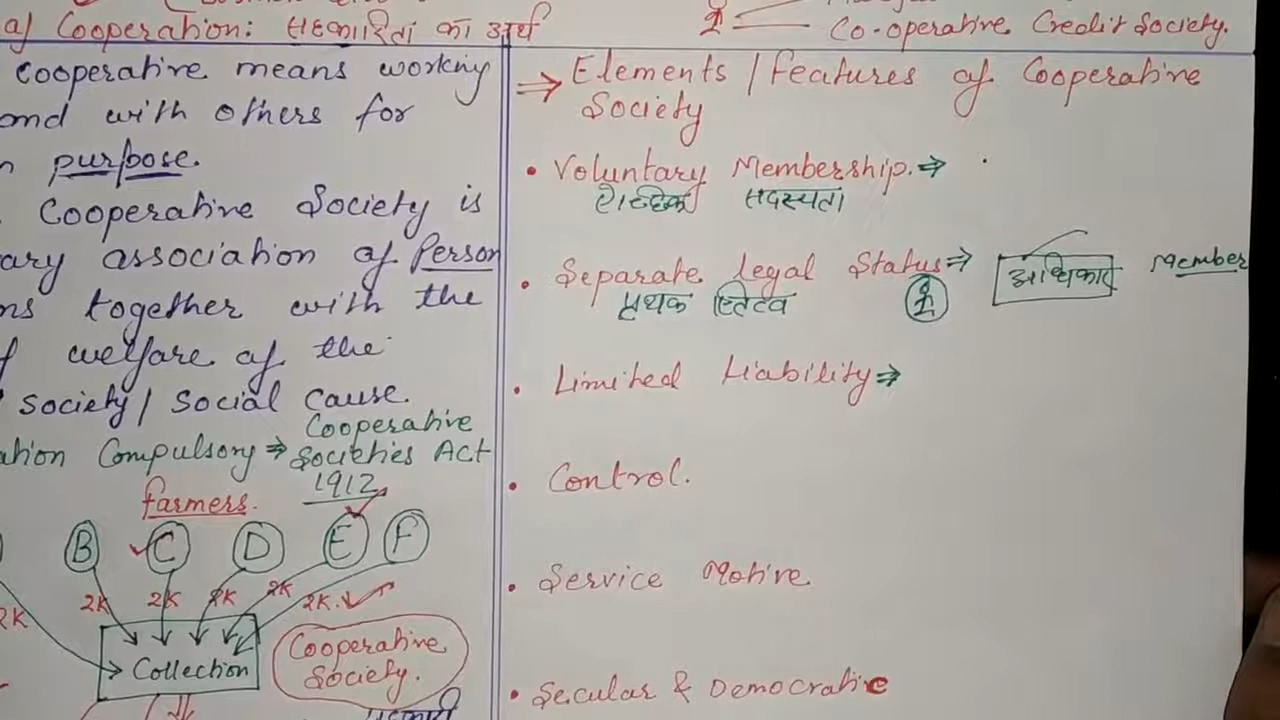 of Cooperation: सहकारिता का अर्थ
Co-operative Credit Society.
Cooperative means working
and with others for
purpose.
Cooperative Society is
ary association of Person
ns together with the
f welfare of the
Society/ Social cause.
ation Compulsory ⇒ Cooperative Societies Act 1912
farmers.
B C D E F
2K 2K 2K 2K 2K 2K
Collection
Cooperative Society.
⇒ Elements / Features of Cooperative
Society
• Voluntary Membership. ⇒
सदस्यता
• Separate legal Status ⇒ अधिकार Member
पृथक
• Limited Liability ⇒
• Control.
• Service Motive
• Secular & Democratic